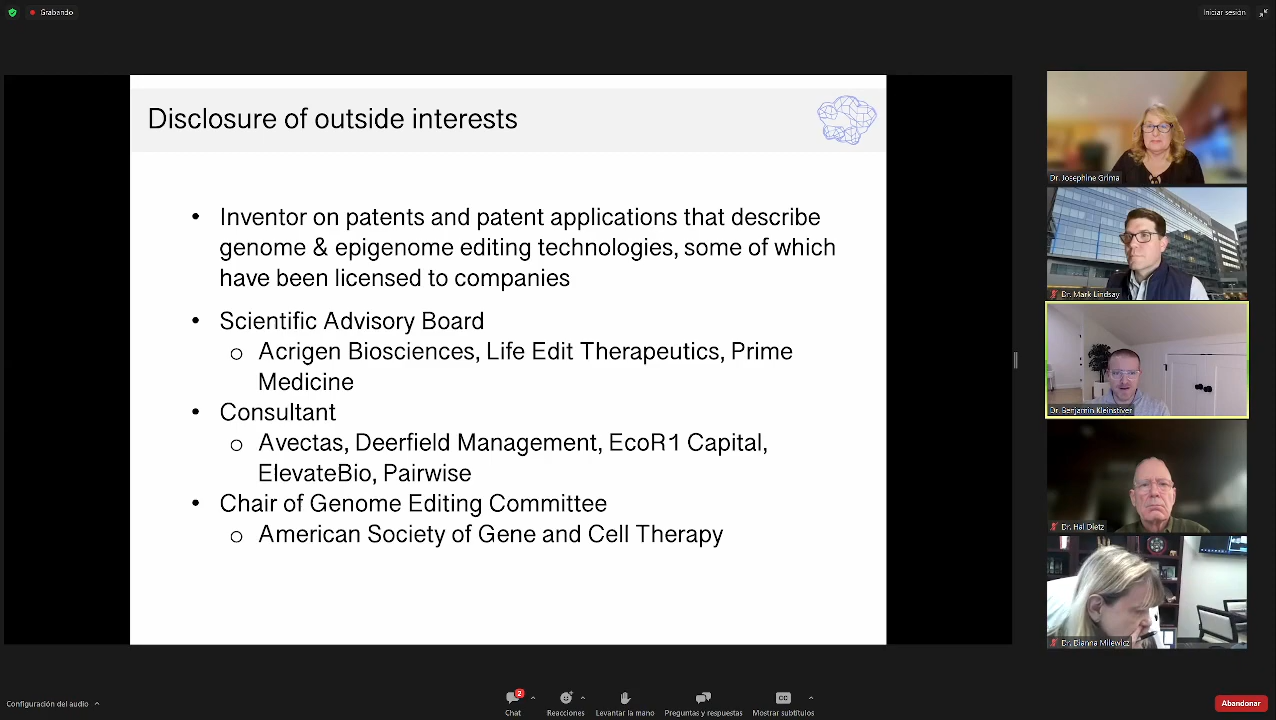 Grabando
Iniciar sesión
Disclosure of outside interests
• Inventor on patents and patent applications that describe
genome & epigenome editing technologies, some of which
have been licensed to companies
• Scientific Advisory Board
o Acrigen Biosciences, Life Edit Therapeutics, Prime
Medicine
• Consultant
o Avectas, Deerfield Management, EcoR1 Capital,
ElevateBio, Pairwise
• Chair of Genome Editing Committee
o American Society of Gene and Cell Therapy
Dr. Josephine Grima
Dr. Mark Lindsay
Dr. Benjamin Kleinstiver
Dr. Hal Dietz
Dr. Dianna Milewicz
Configuración del audio
2
CC
Chat
Reacciones
Levantar la mano
Preguntas y respuestas
Mostrar subtítulos
Abandonar